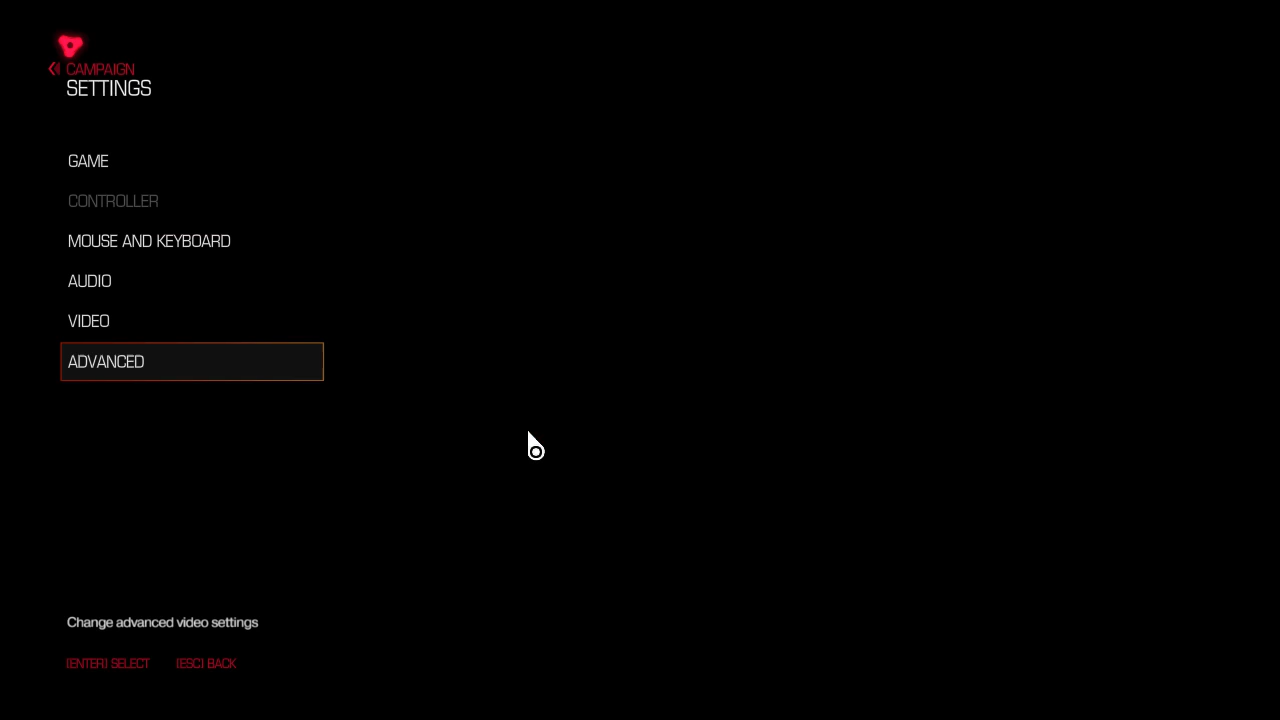 CAMPAIGN
SETTINGS
GAME
CONTROLLER
MOUSE AND KEYBOARD
AUDIO
VIDEO
ADVANCED
Change advanced video settings
[ENTER] SELECT [ESC] BACK